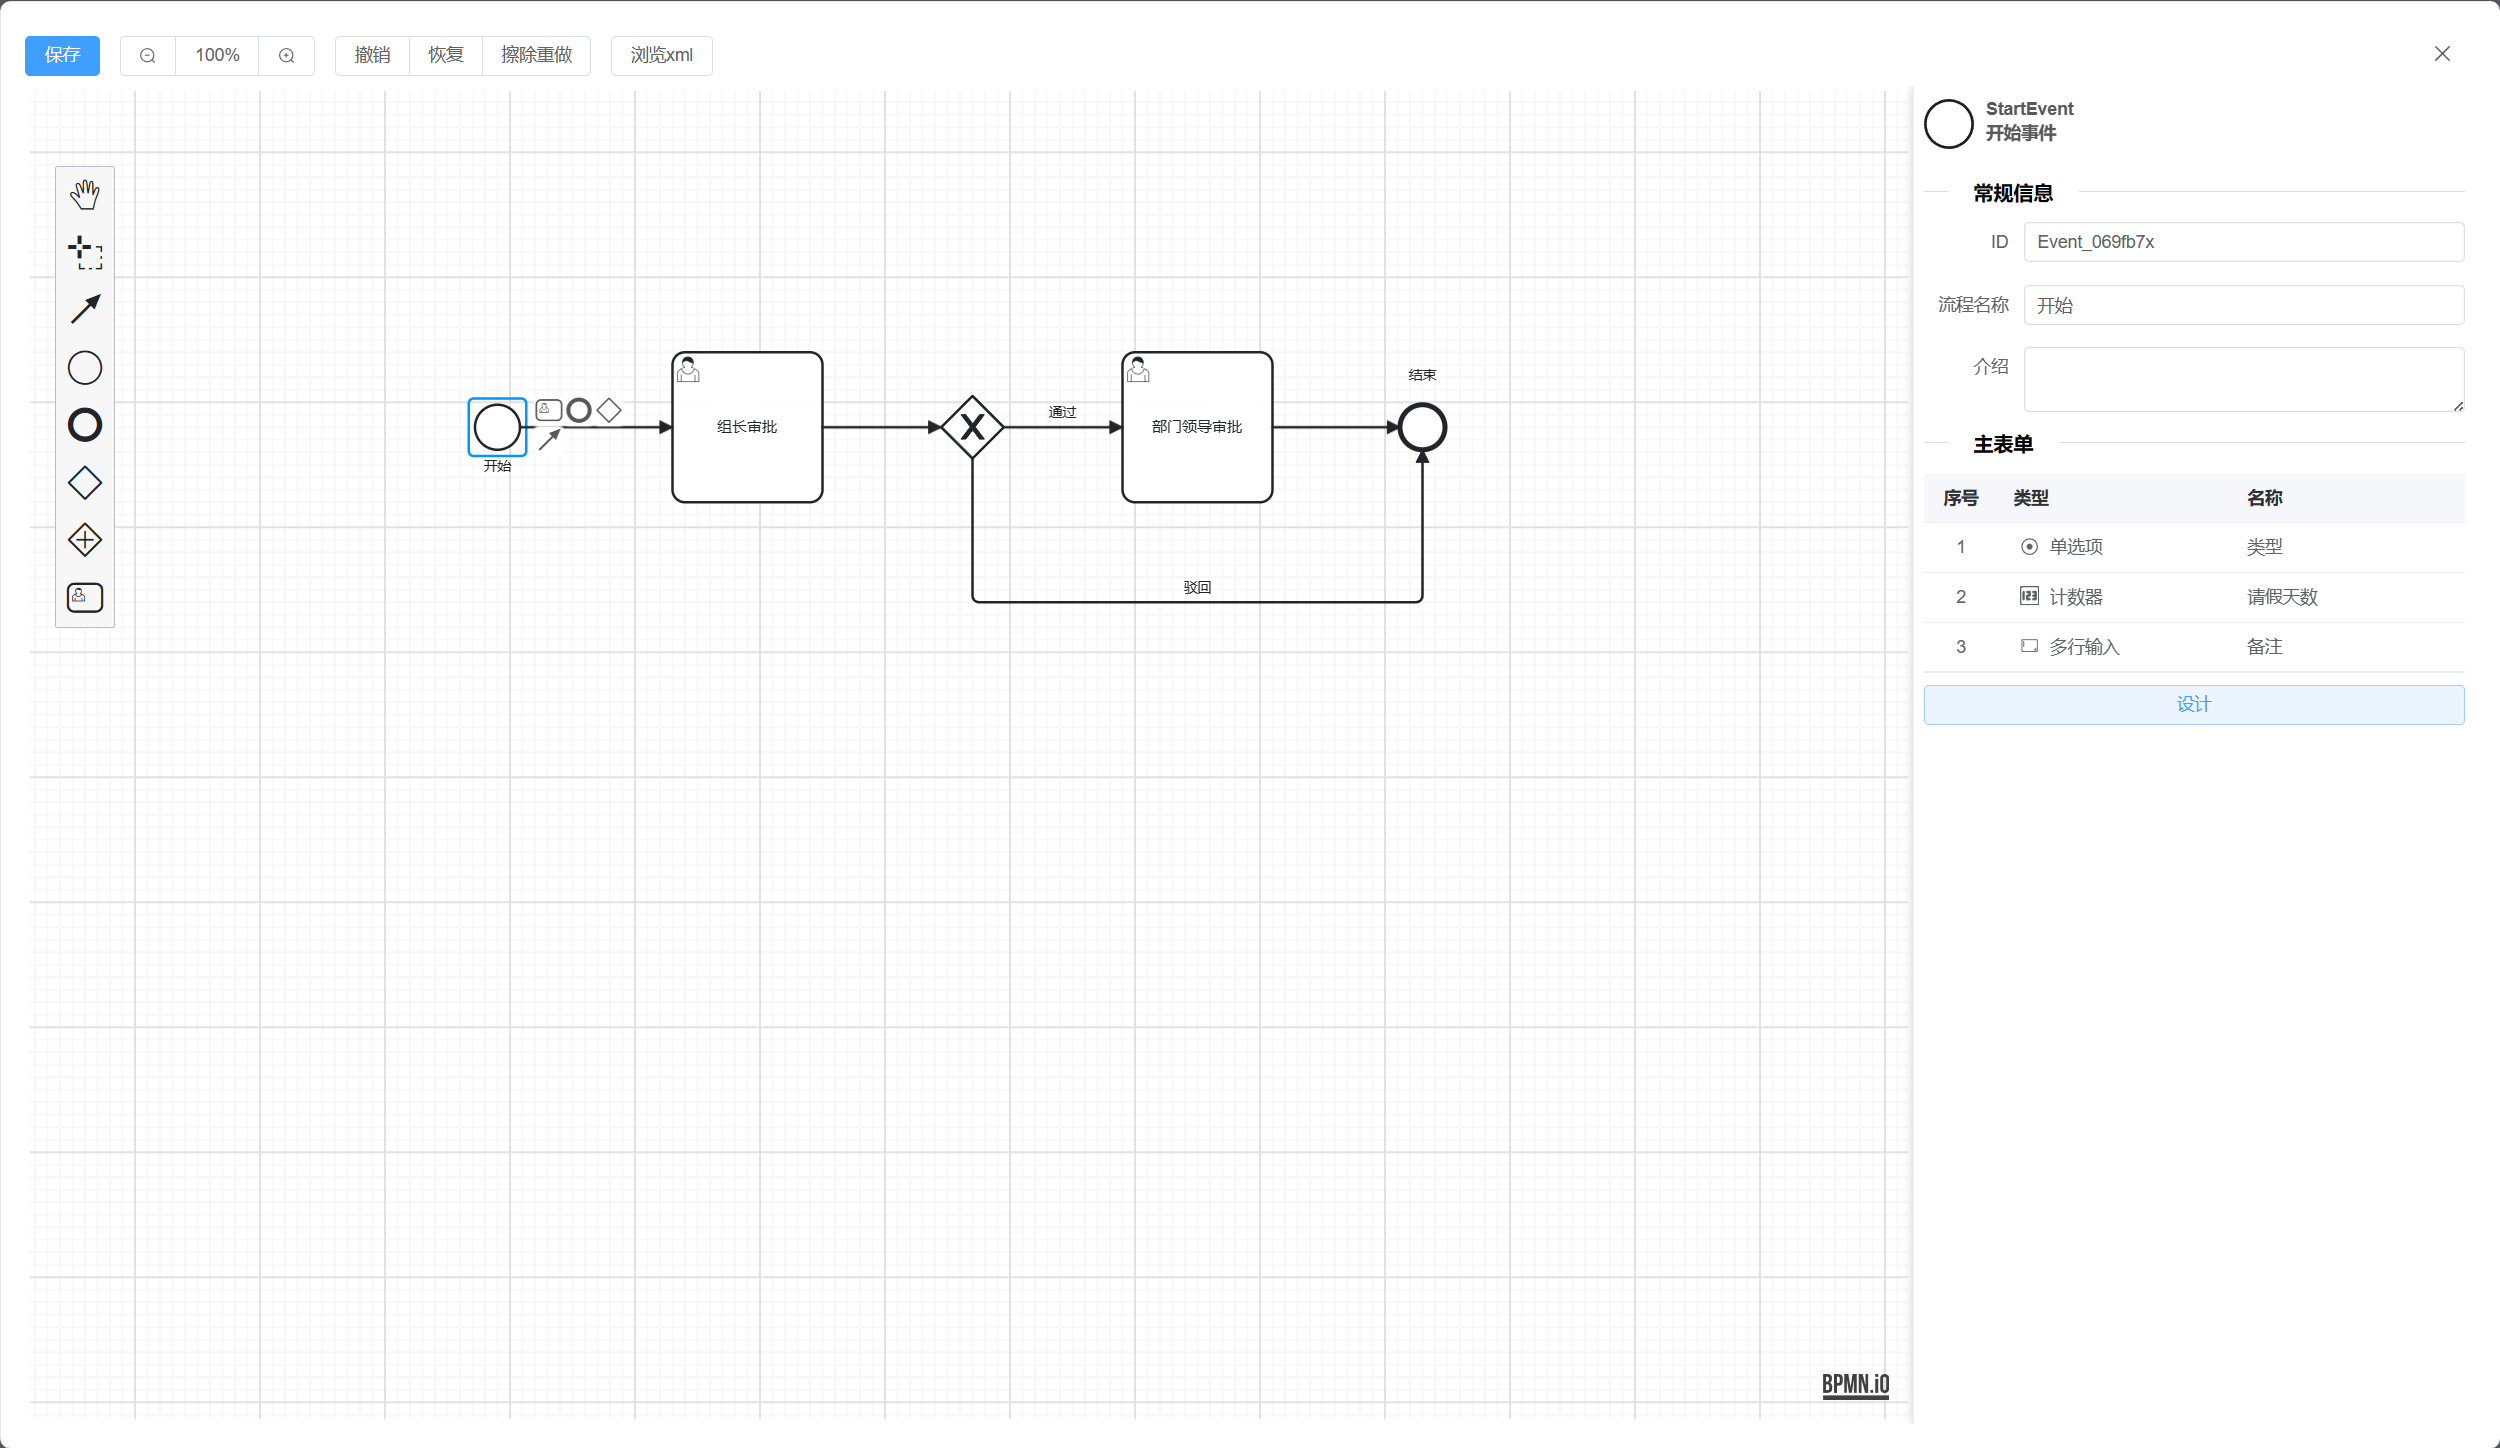 保存
100%
撤销
恢复
擦除重做
浏览xml
StartEvent
开始事件
常规信息
ID
Event_069fb7x
流程名称
开始
介绍
主表单
序号 类型 名称
1 单选项 类型
2 计数器 请假天数
3 多行输入 备注
设计
开始
组长审批
通过
部门领导审批
结束
驳回
BPMN.iO